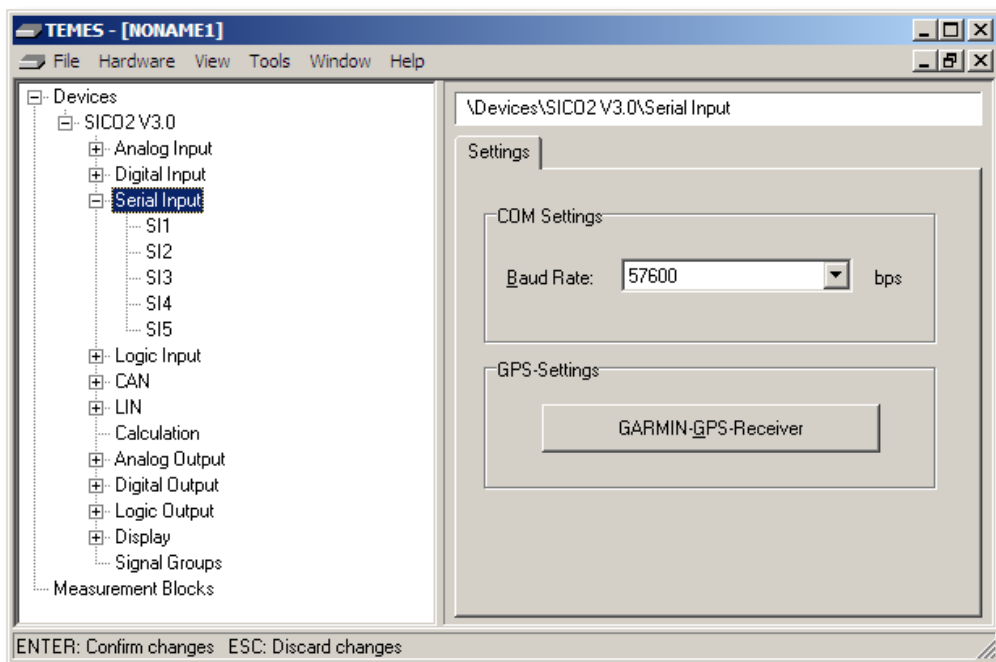 TEMES - [NONAME1]
File Hardware View Tools Window Help
Devices
SICO2 V3.0
Analog Input
Digital Input
Serial Input
SI1
SI2
SI3
SI4
SI5
Logic Input
CAN
LIN
Calculation
Analog Output
Digital Output
Logic Output
Display
Signal Groups
Measurement Blocks
\Devices\SICO2 V3.0\Serial Input
Settings
COM Settings
Baud Rate: 57600 bps
GPS-Settings
GARMIN-GPS-Receiver
ENTER: Confirm changes ESC: Discard changes